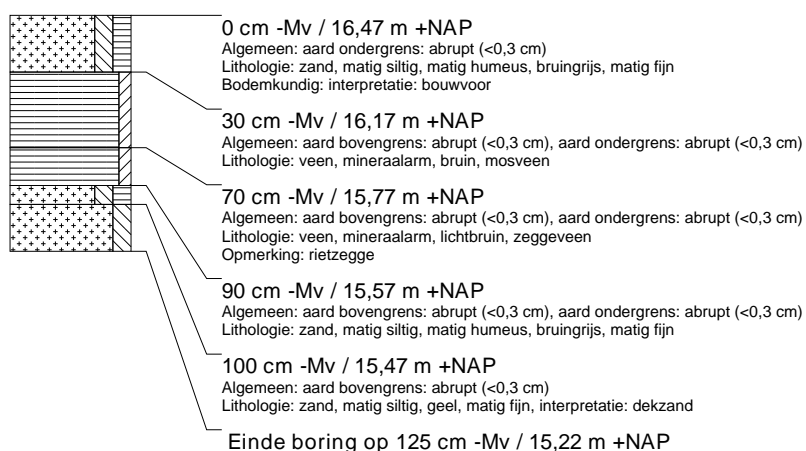 0 cm -Mv / 16,47 m +NAP
Algemeen: aard ondergrens: abrupt (<0,3 cm)
Lithologie: zand, matig siltig, matig humeus, bruingrijs, matig fijn
Bodemkundig: interpretatie: bouwvoor
30 cm -Mv / 16,17 m +NAP
Algemeen: aard bovengrens: abrupt (<0,3 cm), aard ondergrens: abrupt (<0,3 cm)
Lithologie: veen, mineraalarm, bruin, mosveen
70 cm -Mv / 15,77 m +NAP
Algemeen: aard bovengrens: abrupt (<0,3 cm), aard ondergrens: abrupt (<0,3 cm)
Lithologie: veen, mineraalarm, lichtbruin, zeggeveen
Opmerking: rietzegge
90 cm -Mv / 15,57 m +NAP
Algemeen: aard bovengrens: abrupt (<0,3 cm), aard ondergrens: abrupt (<0,3 cm)
Lithologie: zand, matig siltig, matig humeus, bruingrijs, matig fijn
100 cm -Mv / 15,47 m +NAP
Algemeen: aard bovengrens: abrupt (<0,3 cm)
Lithologie: zand, matig siltig, geel, matig fijn, interpretatie: dekzand
Einde boring op 125 cm -Mv / 15,22 m +NAP